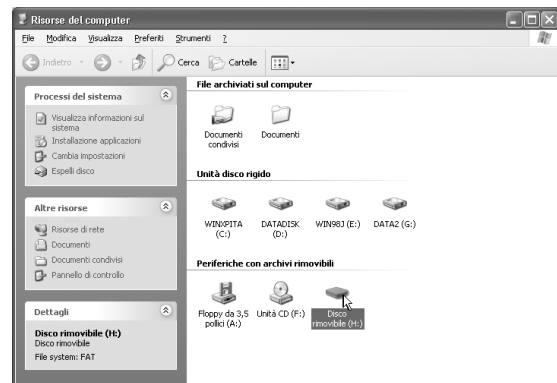 Risorse del computer
File Modifica Visualizza Preferiti Strumenti ?
Indietro Cerca Cartelle
Processi del sistema
Visualizza informazioni sul
sistema
Installazione applicazioni
Cambia impostazioni
Espelli disco
Altre risorse
Risorse di rete
Documenti
Documenti condivisi
Pannello di controllo
Dettagli
Disco rimovibile (H:)
Disco rimovibile
File system: FAT
File archiviati sul computer
Documenti
condivisi
Documenti
Unità disco rigido
WINXPITA
(C:)
DATADISK
(D:)
WIN98J (E:)
DATA2 (G:)
Periferiche con archivi rimovibili
Floppy da 3,5
pollici (A:)
Unità CD (F:)
Disco
rimovibile (H:)